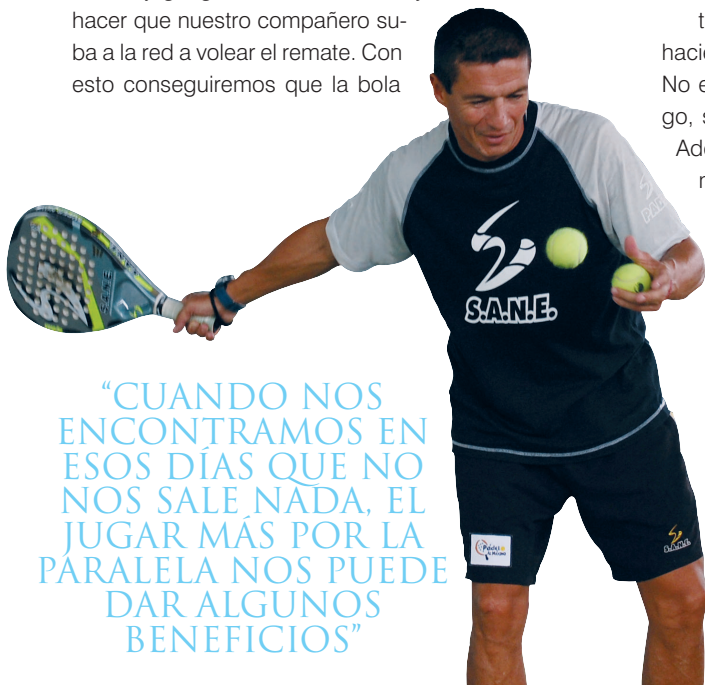 hacer que nuestro compañero su-
ba a la red a volear el remate. Con
esto conseguiremos que la bola
No e
go, s
“CUANDO NOS
ENCONTRAMOS EN
ESOS DÍAS QUE NO
NOS SALE NADA, EL
JUGAR MÁS POR LA
PARALELA NOS PUEDE
DAR ALGUNOS
BENEFICIOS”
S.A.N.E.
SANE
Padel
S.A.N.E.